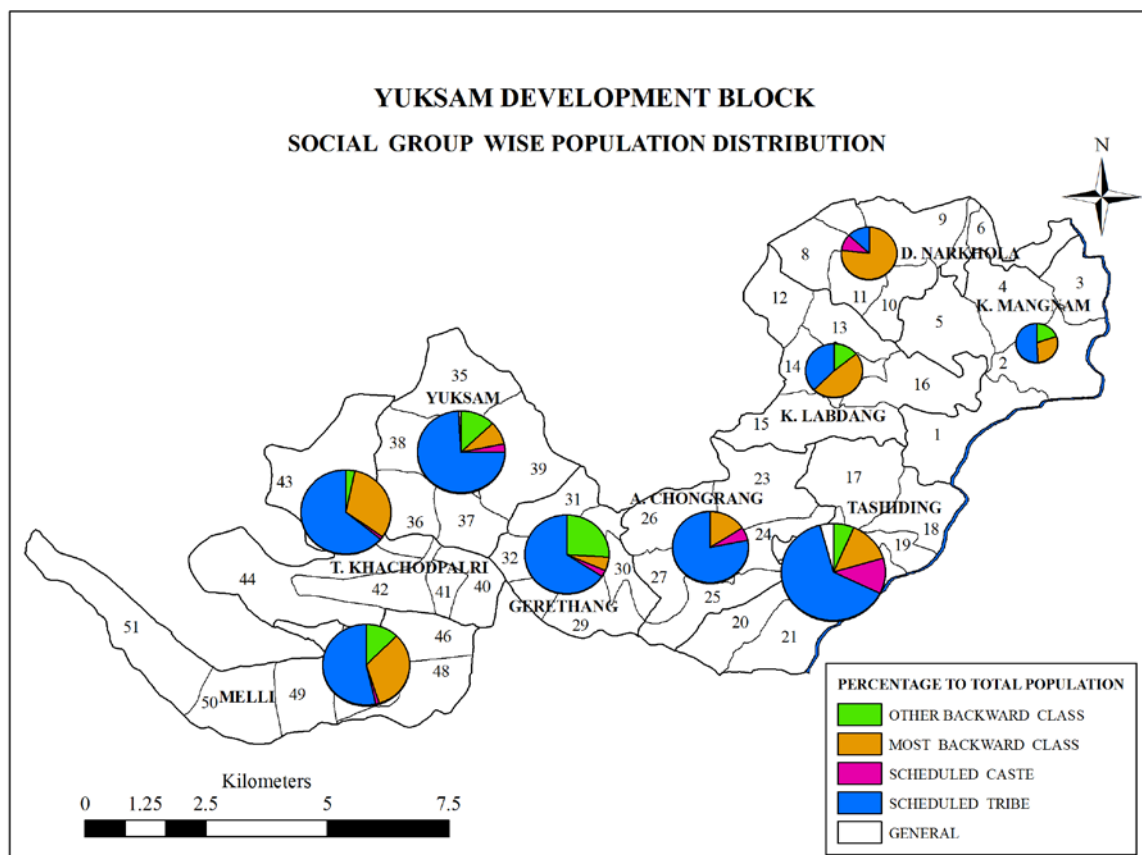 YUKSAM DEVELOPMENT BLOCK
SOCIAL GROUP WISE POPULATION DISTRIBUTION
N
9
6
8
D. NARKHOLA
4
3
12
11
10
K. MANGNAM
13
5
35
14
2
16
YUKSAM
15
K. LABDANG
1
38
39
23
17
43
31
A. CHONGRANG
TASHIDING
36
37
26
24
18
32
19
T. KHACHODPALRI
30
27
44
42
41
40
GERETHANG
25
29
20
51
46
21
48
50
MELLI
49
PERCENTAGE TO TOTAL POPULATION
OTHER BACKWARD CLASS
MOST BACKWARD CLASS
SCHEDULED CASTE
SCHEDULED TRIBE
GENERAL
Kilometers
0 1.25 2.5 5 7.5